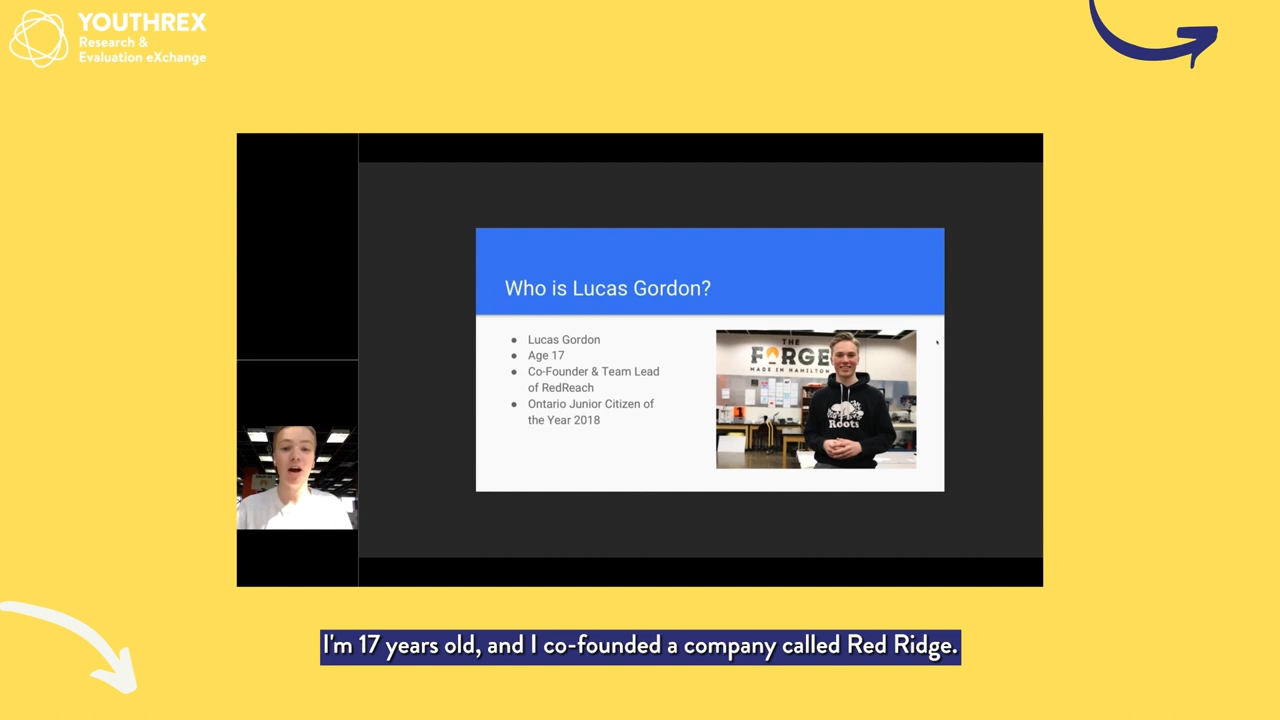 YOUTHREX
Research &
Evaluation eXchange
Who is Lucas Gordon?
● Lucas Gordon
● Age 17
● Co-Founder & Team Lead
of RedReach
● Ontario Junior Citizen of
the Year 2018
THE
FORGE
MADE IN HAMILTON
Roots
I'm 17 years old, and I co-founded a company called Red Ridge.